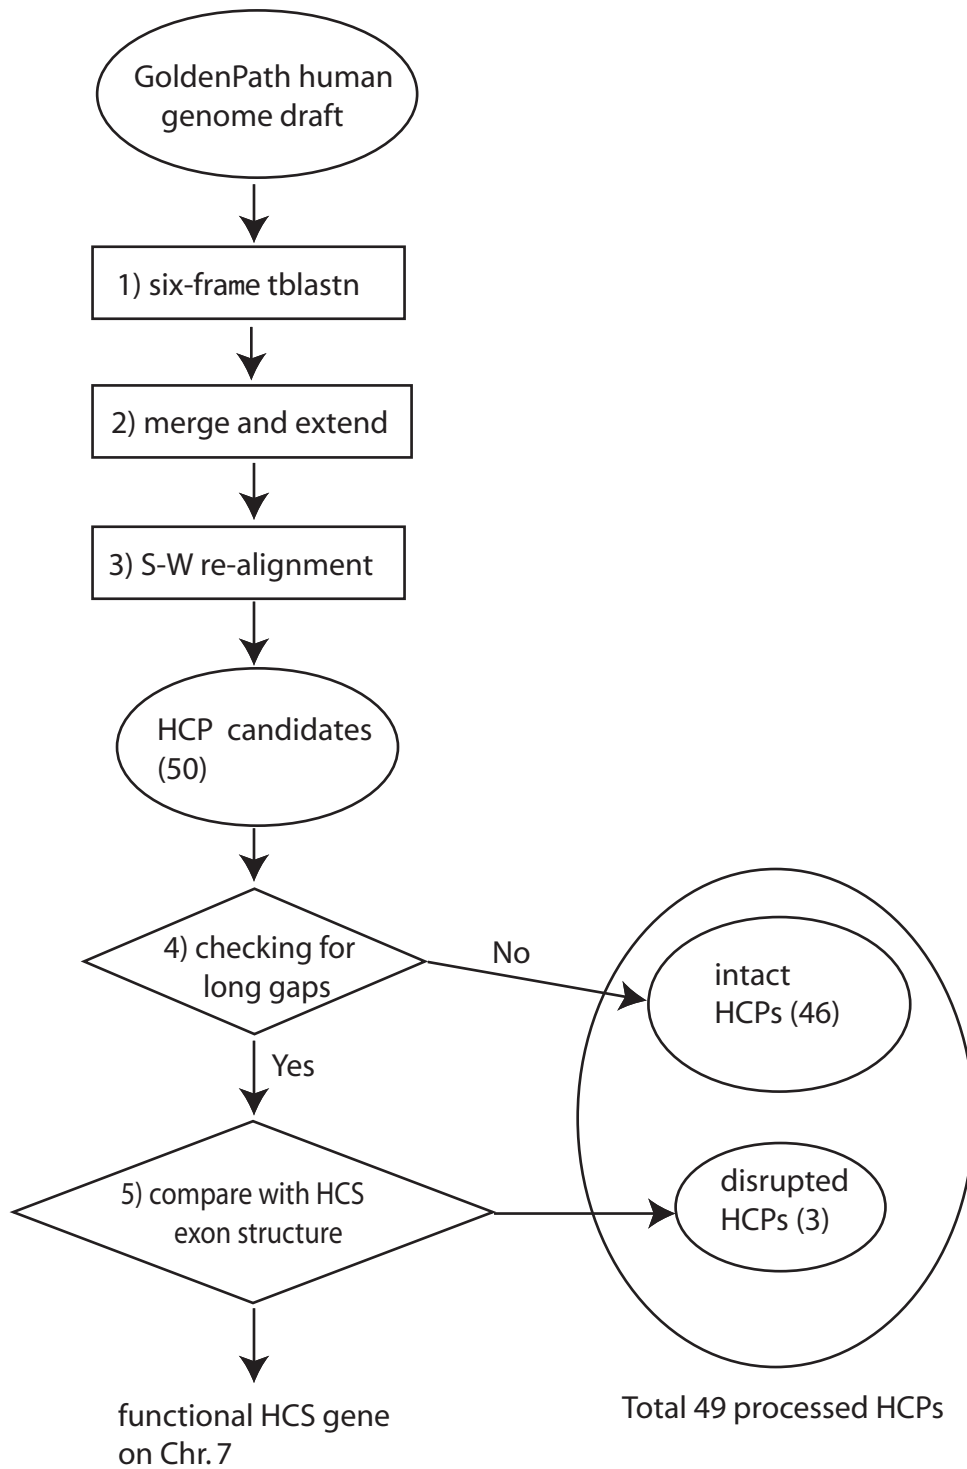 GoldenPath human
genome draft
1) six-frame tblastn
2) merge and extend
3) S-W re-alignment
HCP candidates
(50)
4) checking for
long gaps
No
intact
HCPs (46)
Yes
5) compare with HCS
exon structure
disrupted
HCPs (3)
functional HCS gene
on Chr. 7
Total 49 processed HCPs